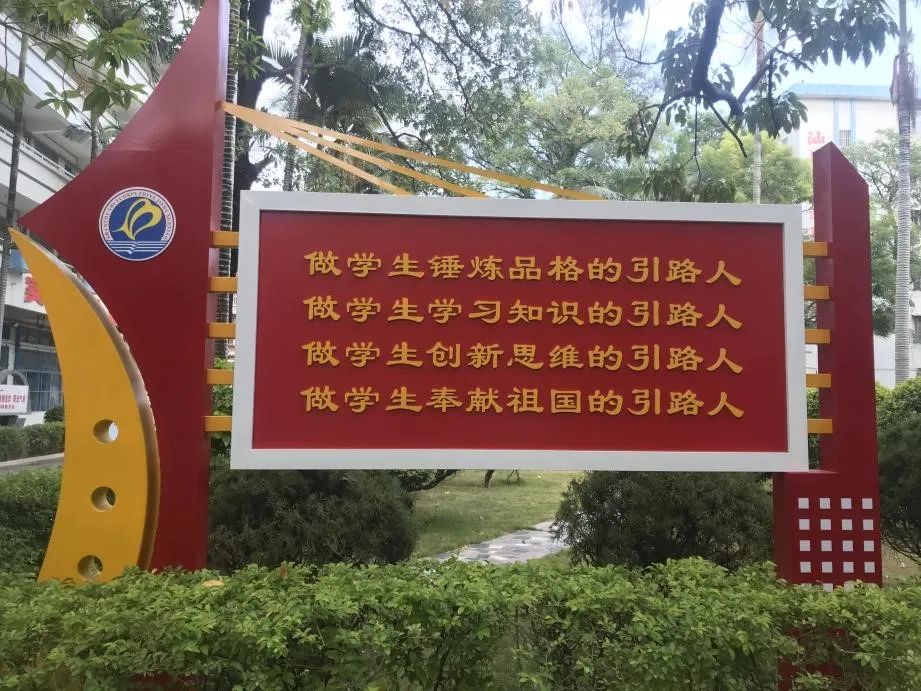 做学生锤炼品格的引路人
做学生学习知识的引路人
做学生创新思维的引路人
做学生奉献祖国的引路人